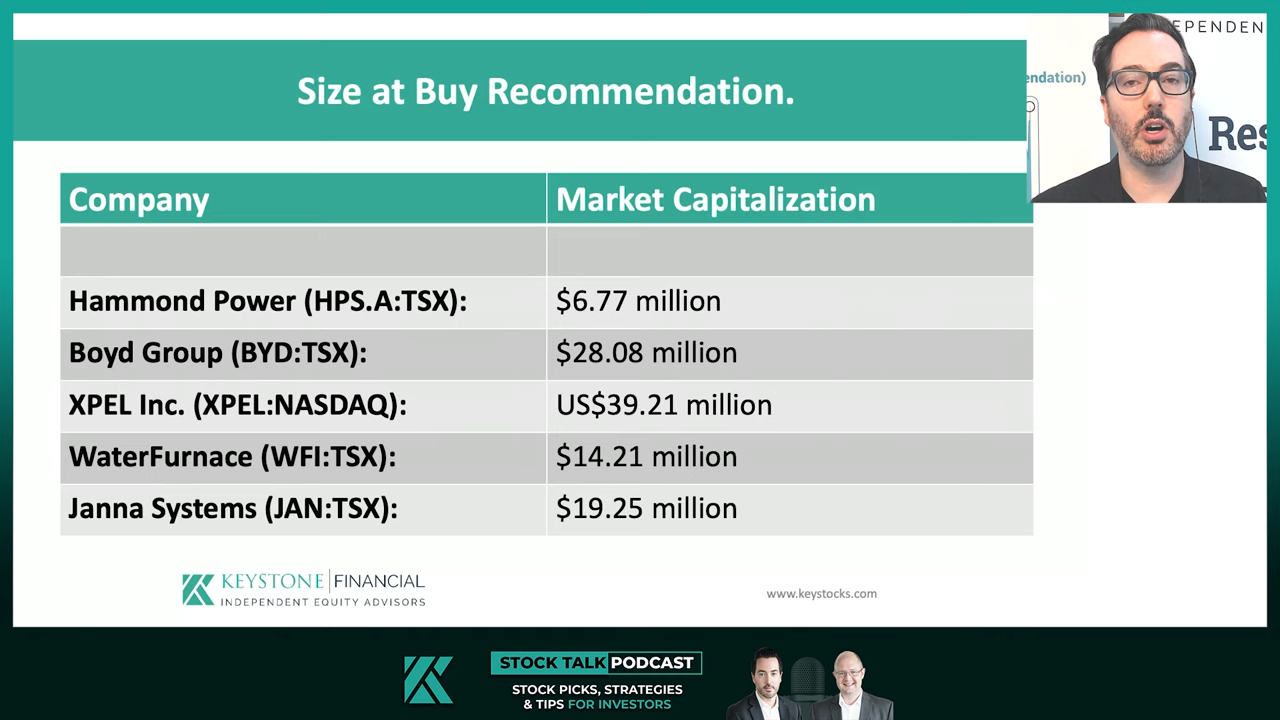 Size at Buy Recommendation.
EPENDEN
endation)
Res
Company Market Capitalization
Hammond Power (HPS.A:TSX): $6.77 million
Boyd Group (BYD:TSX): $28.08 million
XPEL Inc. (XPEL:NASDAQ): US$39.21 million
WaterFurnace (WFI:TSX): $14.21 million
Janna Systems (JAN:TSX): $19.25 million
KEYSTONE FINANCIAL
INDEPENDENT EQUITY ADVISORS
www.keystocks.com
STOCK TALK PODCAST
STOCK PICKS, STRATEGIES
& TIPS FOR INVESTORS